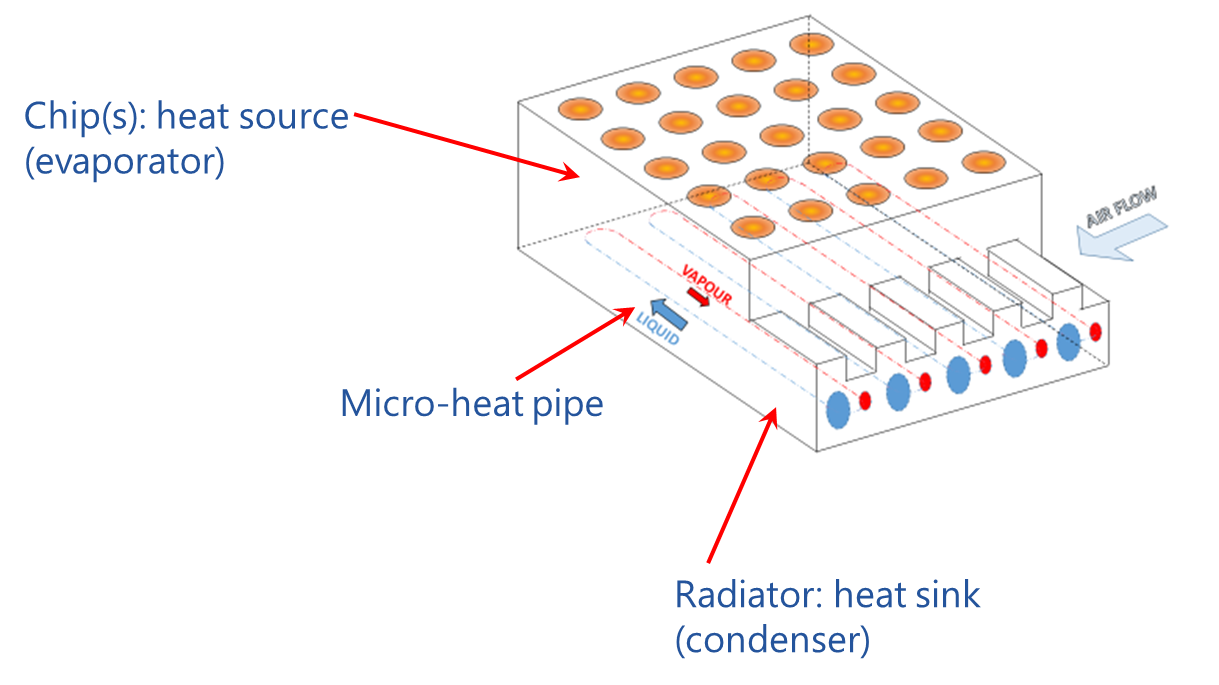 Chip(s): heat source
(evaporator)
AIR FLOW
VAPOUR
LIQUID
Micro-heat pipe
Radiator: heat sink
(condenser)